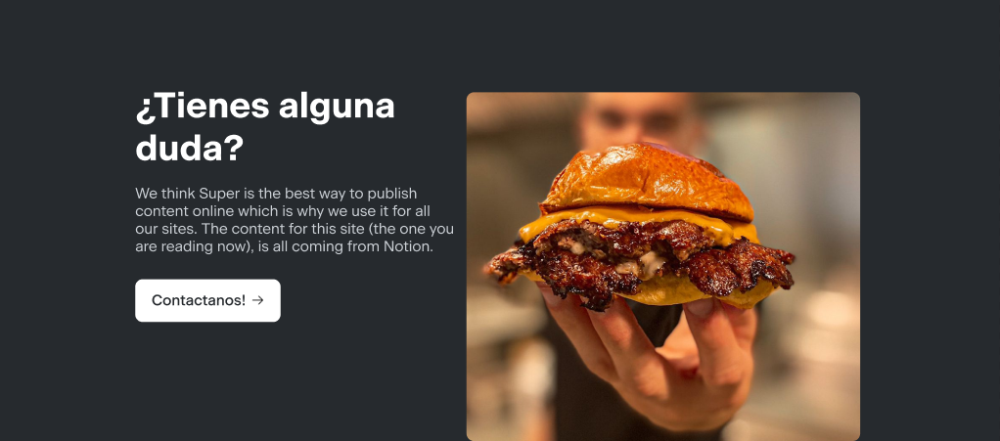 ¿Tienes alguna
duda?
We think Super is the best way to publish
content online which is why we use it for all
our sites. The content for this site (the one you
are reading now), is all coming from Notion.
Contactanos! →